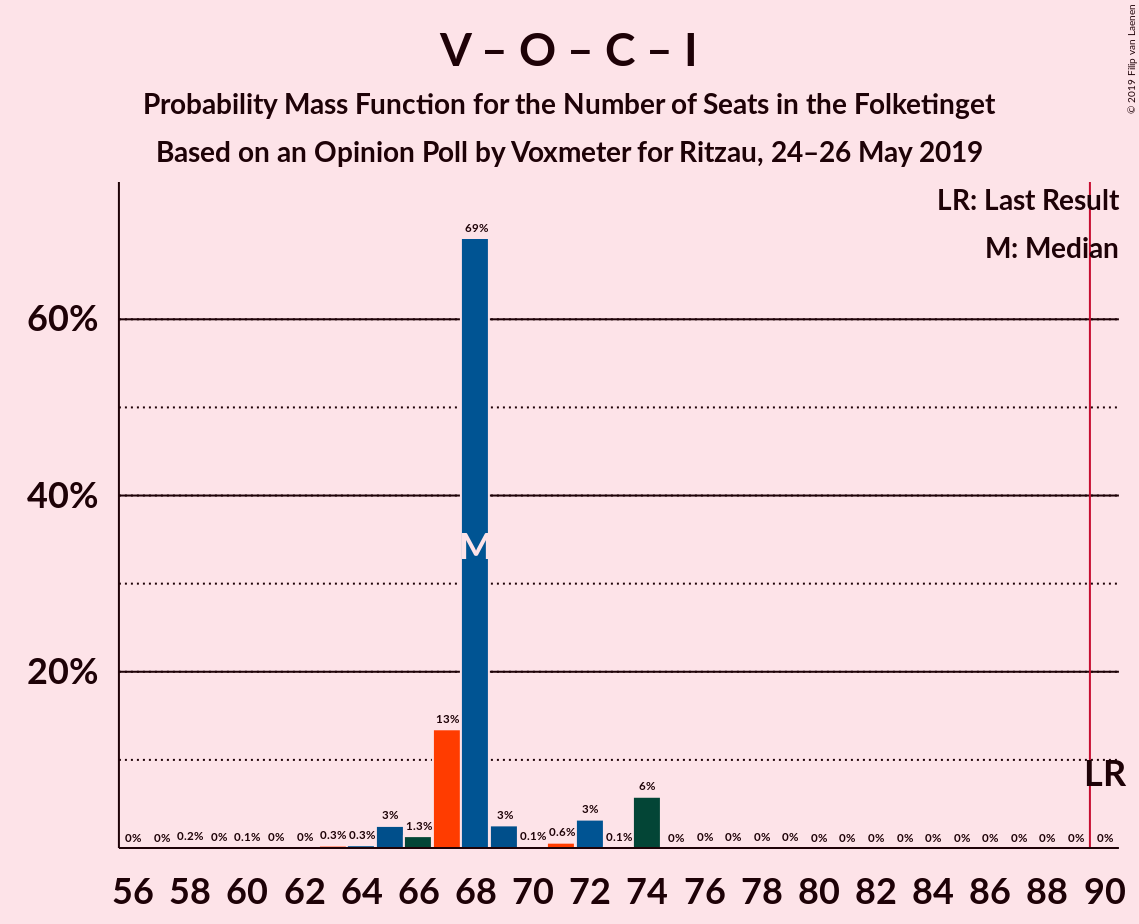 V – O – C – I
Probability Mass Function for the Number of Seats in the Folketinget
Based on an Opinion Poll by Voxmeter for Ritzau, 24–26 May 2019
© 2019 Filip van Laenen
LR: Last Result
M: Median
60%
40%
20%
0% 0% 0.2% 0% 0.1% 0% 0% 0.3% 0.3% 3% 1.3% 13% 69% 3% 0.1% 0.6% 3% 0.1% 6% 0% 0% 0% 0% 0% 0% 0% 0% 0% 0% 0% 0% 0% 0% 0% 0%
M
LR
56 58 60 62 64 66 68 70 72 74 76 78 80 82 84 86 88 90